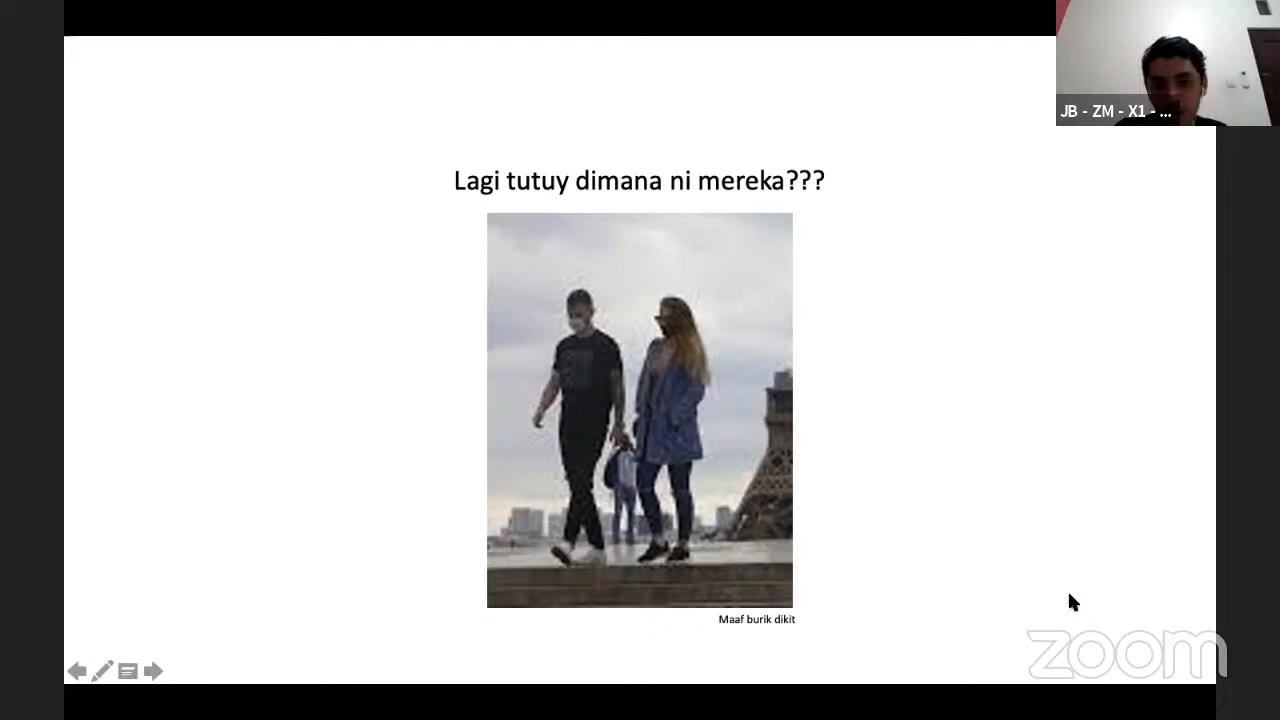 JB - ZM - X1 - ...
Lagi tutuy dimana ni mereka???
Maaf burik dikit
zoom